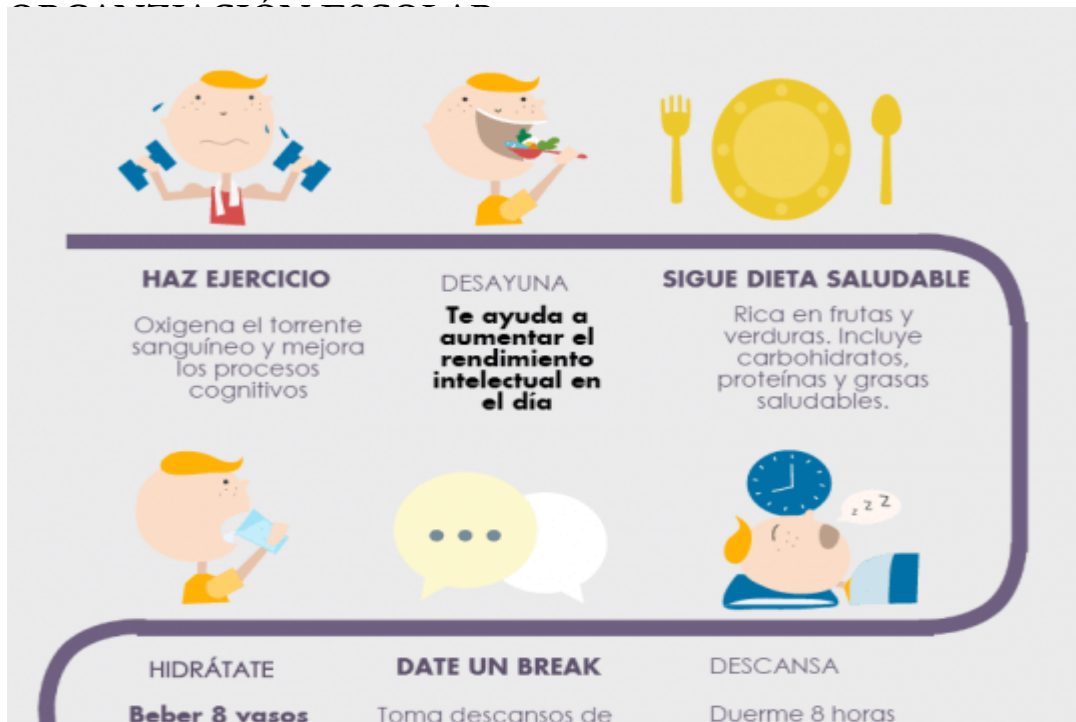 ORGANZIACIÓN ESCOLAR
HAZ EJERCICIO
Oxigena el torrente
sanguíneo y mejora
los procesos
cognitivos
DESAYUNA
Te ayuda a
aumentar el
rendimiento
intelectual en
el día
SIGUE DIETA SALUDABLE
Rica en frutas y
verduras. Incluye
carbohidratos,
proteínas y grasas
saludables.
z z Z
HIDRÁTATE
Beber 8 vasos
DATE UN BREAK
Toma descansos de
DESCANSA
Duerme 8 horas